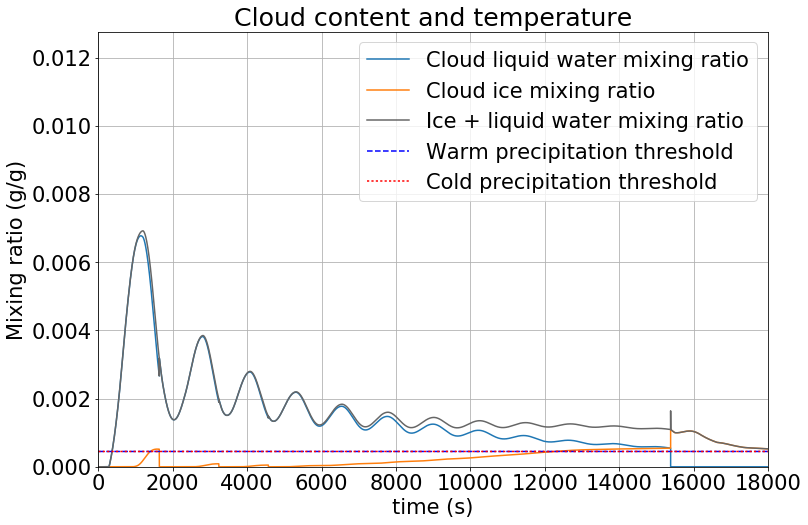 Cloud content and temperature
Cloud liquid water mixing ratio
Cloud ice mixing ratio
Ice + liquid water mixing ratio
Warm precipitation threshold
Cold precipitation threshold
Mixing ratio (g/g)
0.012
0.010
0.008
0.006
0.004
0.002
0.000
0 2000 4000 6000 8000 10000 12000 14000 16000 18000
time (s)